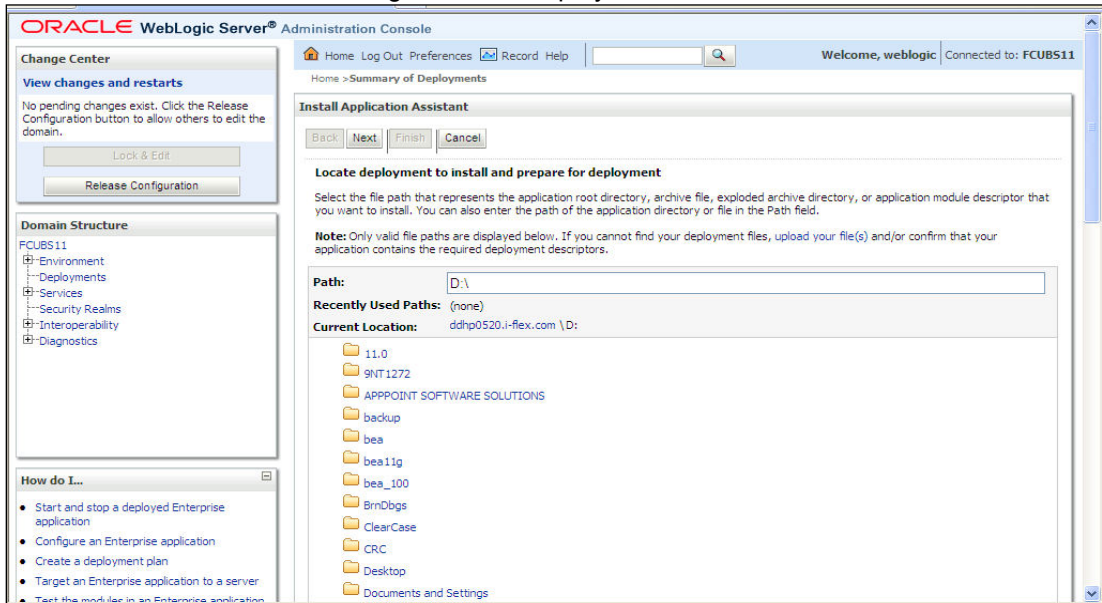 ORACLE WebLogic Server® Administration Console
Change Center
View changes and restarts
No pending changes exist. Click the Release
Configuration button to allow others to edit the
domain.
Lock & Edit
Release Configuration
Domain Structure
FCUBS11
Environment
Deployments
Services
Security Realms
Interoperability
Diagnostics
How do I...
Start and stop a deployed Enterprise
application
Configure an Enterprise application
Create a deployment plan
Target an Enterprise application to a server
Test the modules in an Enterprise application
Home Log Out Preferences Record Help
Welcome, weblogic Connected to: FCUBS11
Home >Summary of Deployments
Install Application Assistant
Back Next Finish Cancel
Locate deployment to install and prepare for deployment
Select the file path that represents the application root directory, archive file, exploded archive directory, or application module descriptor that
you want to install. You can also enter the path of the application directory or file in the Path field.
Note: Only valid file paths are displayed below. If you cannot find your deployment files, upload your file(s) and/or confirm that your
application contains the required deployment descriptors.
Path: D:\
Recently Used Paths: (none)
Current Location: ddhp0520.i-flex.com \D:
11.0
9NT1272
APPPOINT SOFTWARE SOLUTIONS
backup
bea
bea11g
bea_100
BrnDbgs
ClearCase
CRC
Desktop
Documents and Settings